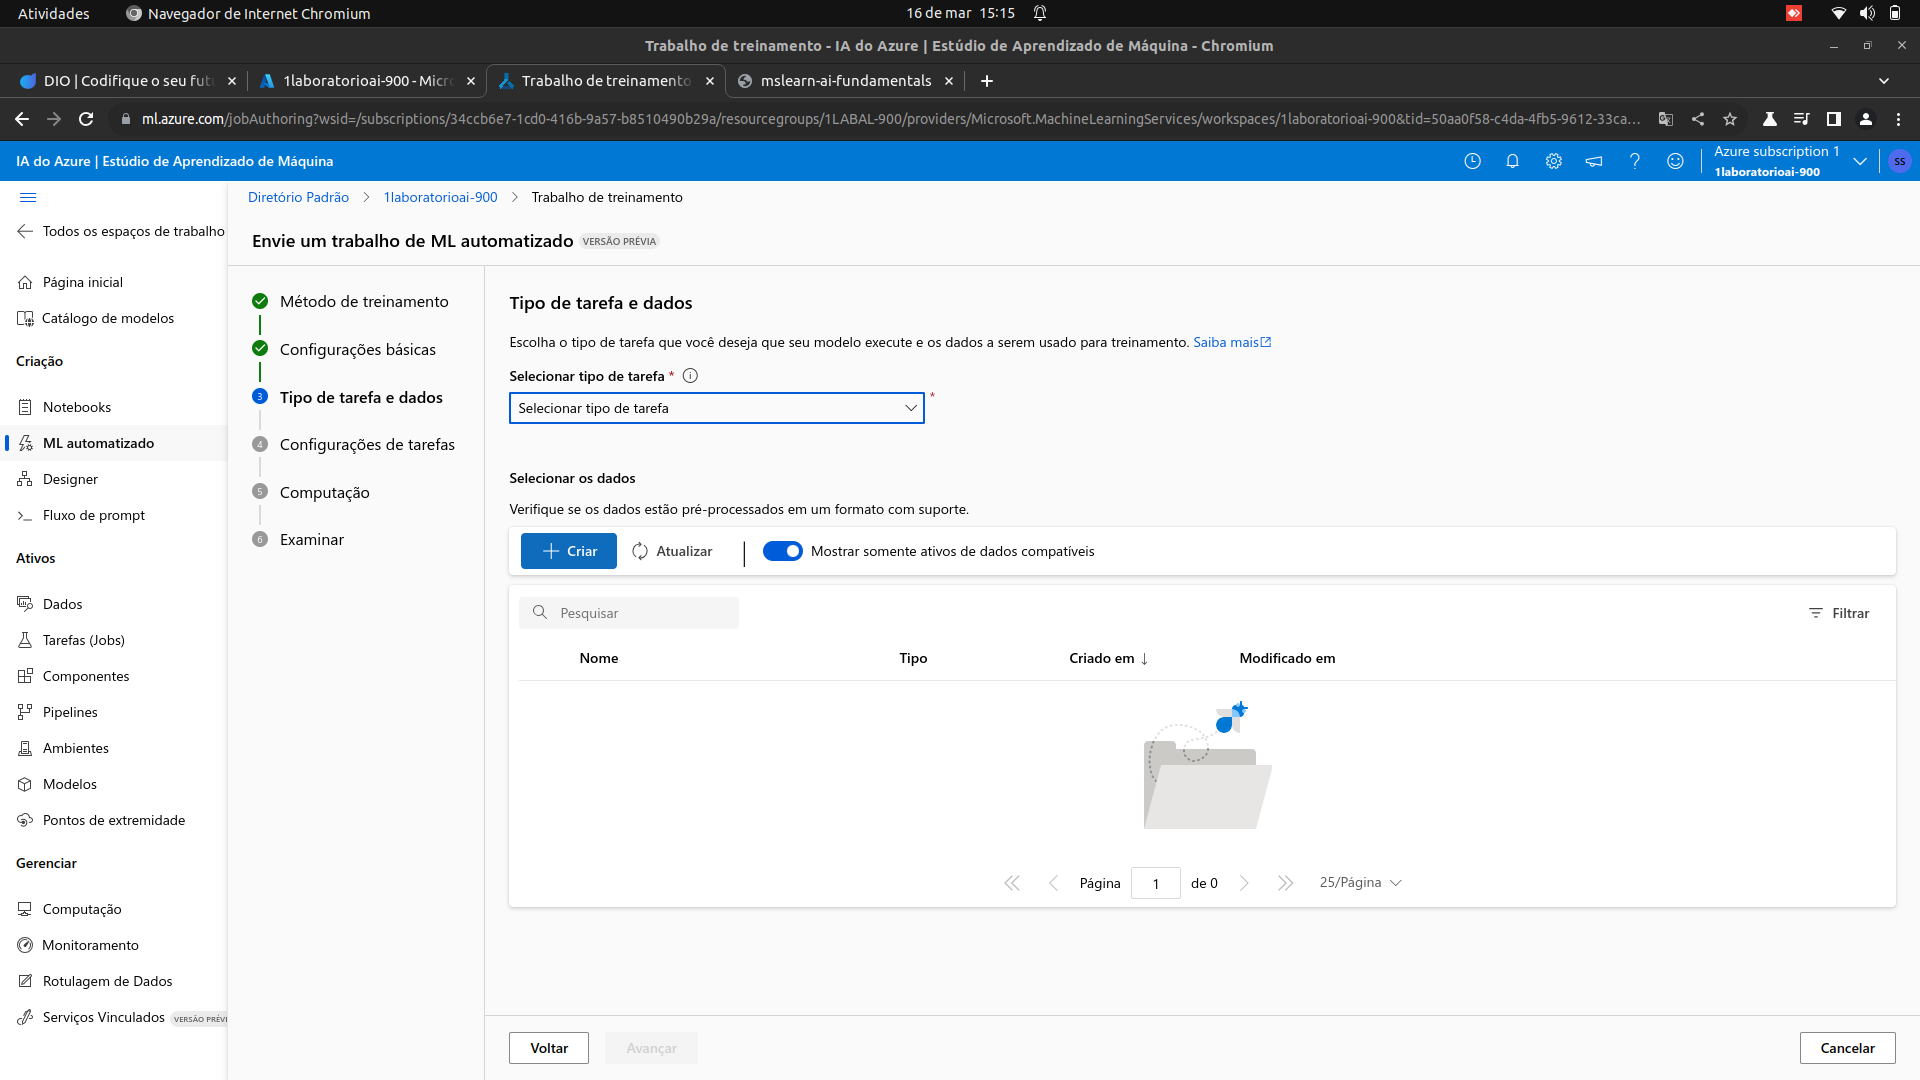 Atividades
Navegador de Internet Chromium
16 de mar 15:15
Trabalho de treinamento - IA do Azure | Estúdio de Aprendizado de Máquina - Chromium
DIO | Codifique o seu futu
1laboratorioai-900 - Micro
Trabalho de treinamento
mslearn-ai-fundamentals
ml.azure.com/jobAuthoring?wsid=/subscriptions/34ccb6e7-1cd0-416b-9a57-b8510490b29a/resourcegroups/1LABAL-900/providers/Microsoft.MachineLearningServices/workspaces/1laboratorioai-900&tid=50aa0f58-c4da-4fb5-9612-33ca...
IA do Azure | Estúdio de Aprendizado de Máquina
Azure subscription 1
1laboratorioai-900
SS
Todos os espaços de trabalho
Página inicial
Catálogo de modelos
Criação
Notebooks
ML automatizado
Designer
Fluxo de prompt
Ativos
Dados
Tarefas (Jobs)
Componentes
Pipelines
Ambientes
Modelos
Pontos de extremidade
Gerenciar
Computação
Monitoramento
Rotulagem de Dados
Serviços Vinculados VERSÃO PRÉVI
Diretório Padrão > 1laboratorioai-900 > Trabalho de treinamento
Envie um trabalho de ML automatizado VERSÃO PRÉVIA
Método de treinamento
Configurações básicas
3 Tipo de tarefa e dados
4 Configurações de tarefas
5 Computação
6 Examinar
Tipo de tarefa e dados
Escolha o tipo de tarefa que você deseja que seu modelo execute e os dados a serem usado para treinamento. Saiba mais
Selecionar tipo de tarefa *
Selecionar tipo de tarefa *
Selecionar os dados
Verifique se os dados estão pré-processados em um formato com suporte.
Criar
Atualizar
Mostrar somente ativos de dados compatíveis
Pesquisar
Filtrar
Nome Tipo Criado em ↓ Modificado em
Página 1 de 0 25/Página
Voltar
Avançar
Cancelar